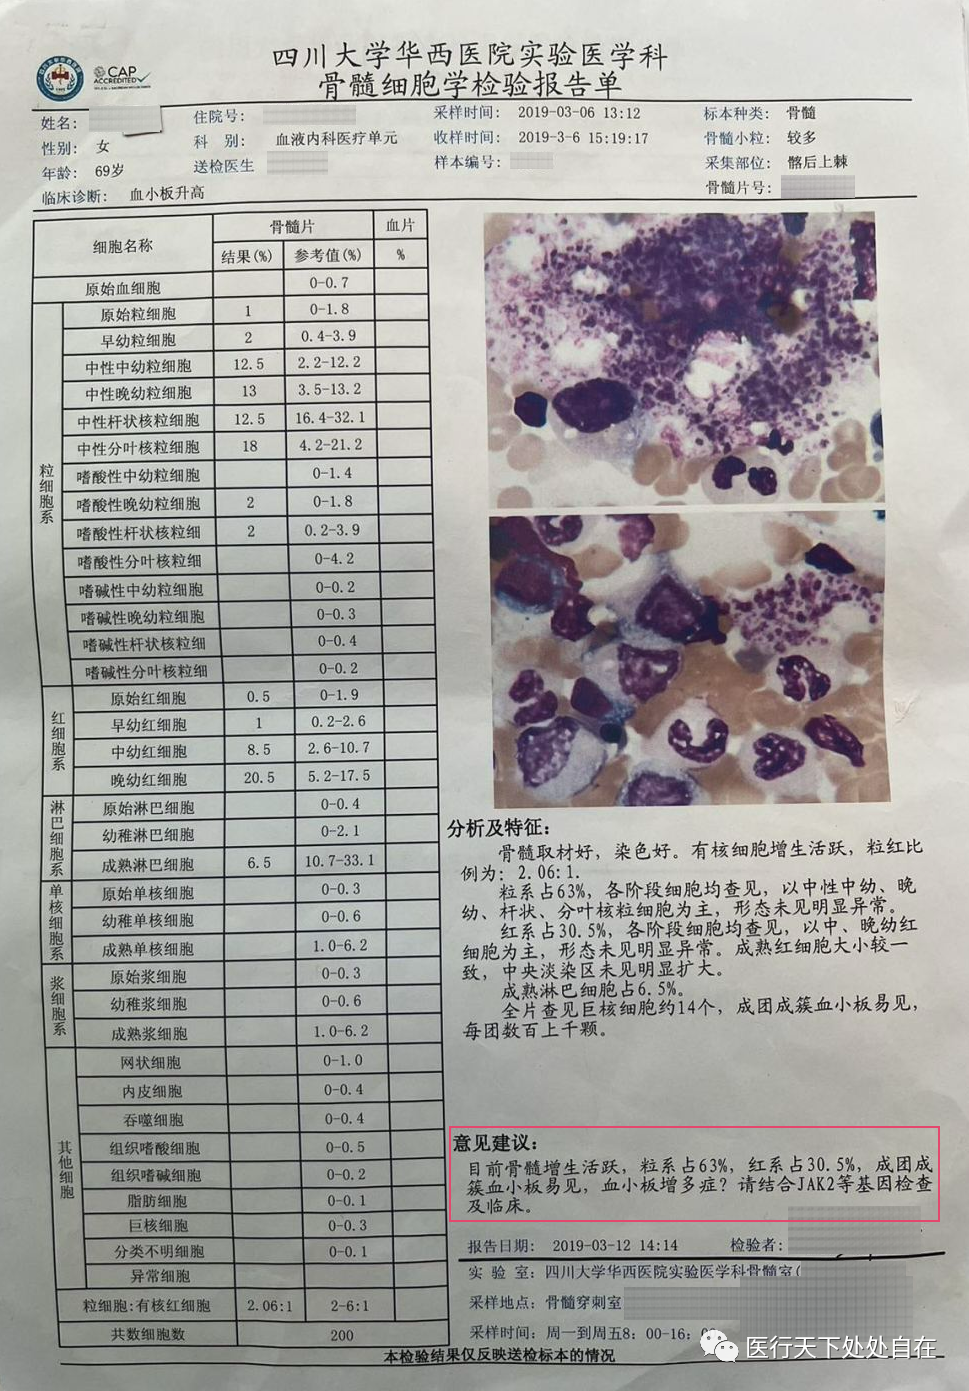 四川大学华西医院实验医学科
骨髓细胞学检验报告单
CAP
ACCREDITED
姓名: 住院号: 采样时间: 2019-03-06 13:12 标本种类: 骨髓
性别: 女 科 别: 血液内科医疗单元 收样时间: 2019-3-6 15:19:17 骨髓小粒: 较多
年龄: 69岁 送检医生 样本编号: 采集部位: 髂后上棘
临床诊断: 血小板升高 骨髓片号:
细胞名称 骨髓片 血片
结果(%) 参考值(%) %
原始血细胞 0-0.7
粒细胞系
原始粒细胞 1 0-1.8
早幼粒细胞 2 0.4-3.9
中性中幼粒细胞 12.5 2.2-12.2
中性晚幼粒细胞 13 3.5-13.2
中性杆状核粒细胞 12.5 16.4-32.1
中性分叶核粒细胞 18 4.2-21.2
嗜酸性中幼粒细胞 0-1.4
嗜酸性晚幼粒细胞 2 0-1.8
嗜酸性杆状核粒细 2 0.2-3.9
嗜酸性分叶核粒细 0-4.2
嗜碱性中幼粒细胞 0-0.2
嗜碱性晚幼粒细胞 0-0.3
嗜碱性杆状核粒细 0-0.4
嗜碱性分叶核粒细 0-0.2
红细胞系
原始红细胞 0.5 0-1.9
早幼红细胞 1 0.2-2.6
中幼红细胞 8.5 2.6-10.7
晚幼红细胞 20.5 5.2-17.5
淋巴细胞系
原始淋巴细胞 0-0.4
幼稚淋巴细胞 0-2.1
成熟淋巴细胞 6.5 10.7-33.1
单核细胞系
原始单核细胞 0-0.3
幼稚单核细胞 0-0.6
成熟单核细胞 1.0-6.2
浆细胞系
原始浆细胞 0-0.3
幼稚浆细胞 0-0.6
成熟浆细胞 1.0-6.2
其他细胞
网状细胞 0-1.0
内皮细胞 0-0.4
吞噬细胞 0-0.4
组织嗜酸细胞 0-0.5
组织嗜碱细胞 0-0.2
脂肪细胞 0-0.1
巨核细胞 0-0.3
分类不明细胞 0-0.1
异常细胞
粒细胞:有核红细胞 2.06:1 2-6:1
共数细胞数 200
分析及特征:
骨髓取材好，染色好。有核细胞增生活跃，粒红比
例为: 2.06:1.
粒系占63%，各阶段细胞均查见，以中性中幼、晚
幼、杆状、分叶核粒细胞为主，形态未见明显异常。
红系占30.5%，各阶段细胞均查见，以中、晚幼红
细胞为主，形态未见明显异常。成熟红细胞大小较一
致，中央淡染区未见明显扩大。
成熟淋巴细胞占6.5%。
全片查见巨核细胞约14个，成团成簇血小板易见，
每团数百上千颗。
意见建议:
目前骨髓增生活跃，粒系占63%，红系占30.5%，成团成
簇血小板易见，血小板增多症? 请结合JAK2等基因检查
及临床。
报告日期: 2019-03-12 14:14 检验者:
实 验 室: 四川大学华西医院实验医学科骨髓室(
采样地点: 骨髓穿刺室
采样时间: 周一到周五8: 00-16:
本检验结果仅反映送检标本的情况
医行天下处处自在